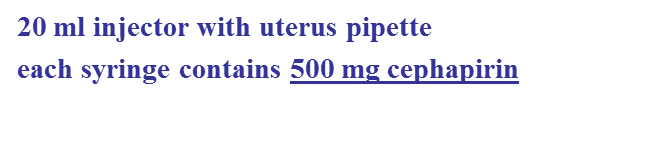 20 ml injector with uterus pipette
each syringe contains 500 mg cephapirin